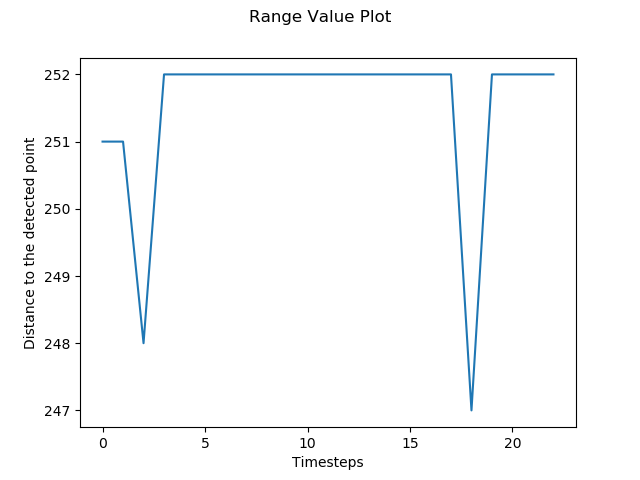 Range Value Plot
252
251
250
249
248
247
Distance to the detected point
0 5 10 15 20
Timesteps